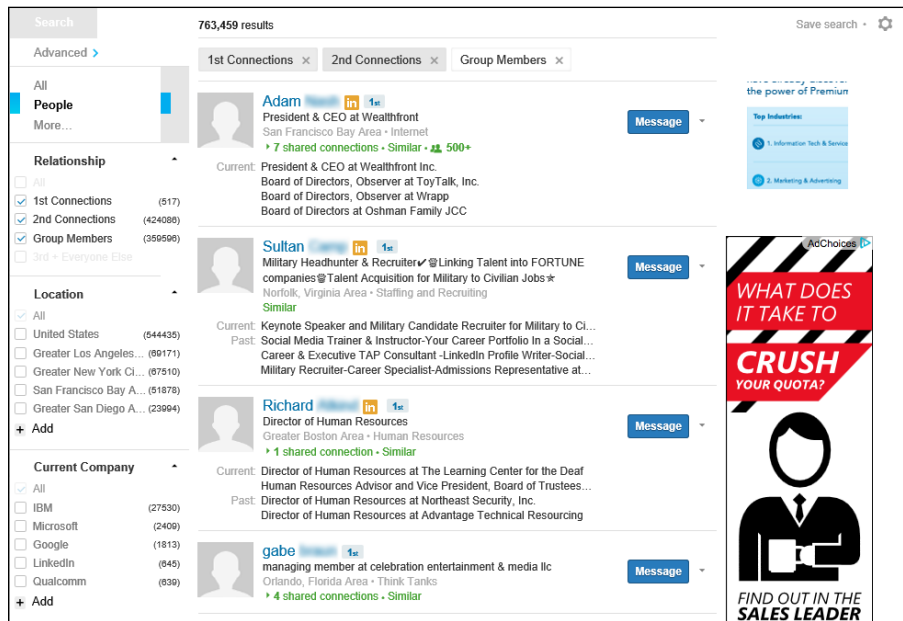 Search
Advanced >
All
People
More...
Relationship
All
1st Connections (517)
2nd Connections (424086)
Group Members (359596)
3rd + Everyone Else
Location
All
United States (544435)
Greater Los Angeles... (69171)
Greater New York Ci... (67510)
San Francisco Bay A... (51878)
Greater San Diego A... (23994)
+ Add
Current Company
All
IBM (27530)
Microsoft (2409)
Google (1813)
LinkedIn (645)
Qualcomm (639)
+ Add
763,459 results
Save search •
1st Connections × 2nd Connections × Group Members ×
Adam in 1st
President & CEO at Wealthfront
San Francisco Bay Area • Internet
7 shared connections • Similar • 500+
Message
Current: President & CEO at Wealthfront Inc.
Board of Directors, Observer at ToyTalk, Inc.
Board of Directors, Observer at Wrapp
Board of Directors at Oshman Family JCC
Sultan in 1st
Military Headhunter & Recruiter✔♛Linking Talent into FORTUNE
companies♛Talent Acquisition for Military to Civilian Jobs★
Norfolk, Virginia Area • Staffing and Recruiting
Similar
Message
Current: Keynote Speaker and Military Candidate Recruiter for Military to Ci...
Past: Social Media Trainer & Instructor-Your Career Portfolio In a Social...
Career & Executive TAP Consultant -LinkedIn Profile Writer-Social...
Military Recruiter-Career Specialist-Admissions Representative at...
Richard in 1st
Director of Human Resources
Greater Boston Area • Human Resources
1 shared connection • Similar
Message
Current: Director of Human Resources at The Learning Center for the Deaf
Human Resources Advisor and Vice President, Board of Trustees...
Past: Director of Human Resources at Northeast Security, Inc.
Director of Human Resources at Advantage Technical Resourcing
gabe 1st
managing member at celebration entertainment & media llc
Orlando, Florida Area • Think Tanks
4 shared connections • Similar
Message
the power of Premium
Top Industries:
1. Information Tech & Service
2. Marketing & Advertising
AdChoices
WHAT DOES
IT TAKE TO
CRUSH
YOUR QUOTA?
FIND OUT IN THE
SALES LEADER